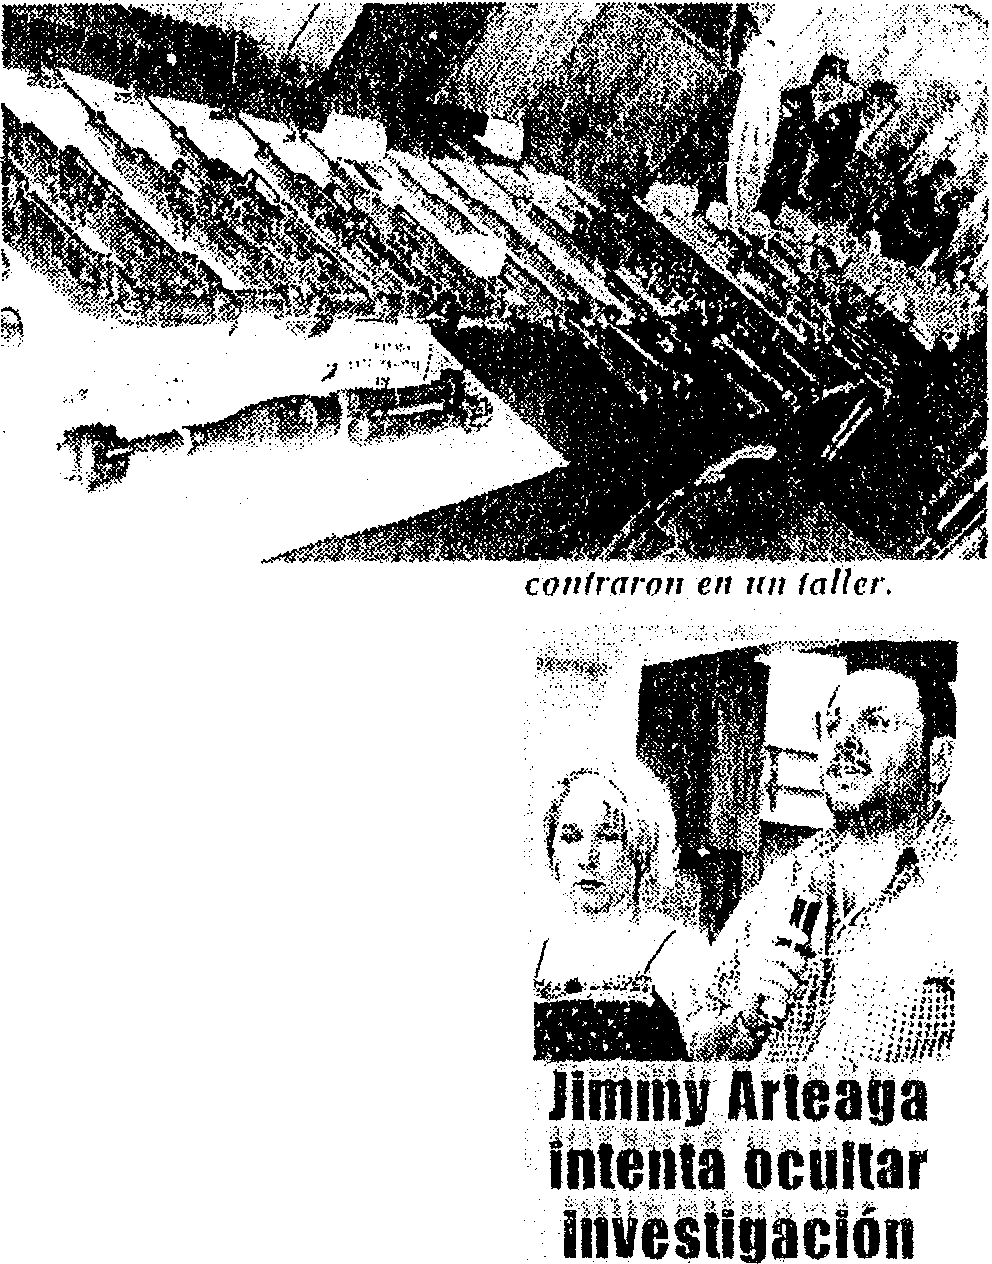 contraron en un taller.
Jimmy Arteaga
intenta ocultar
investigación